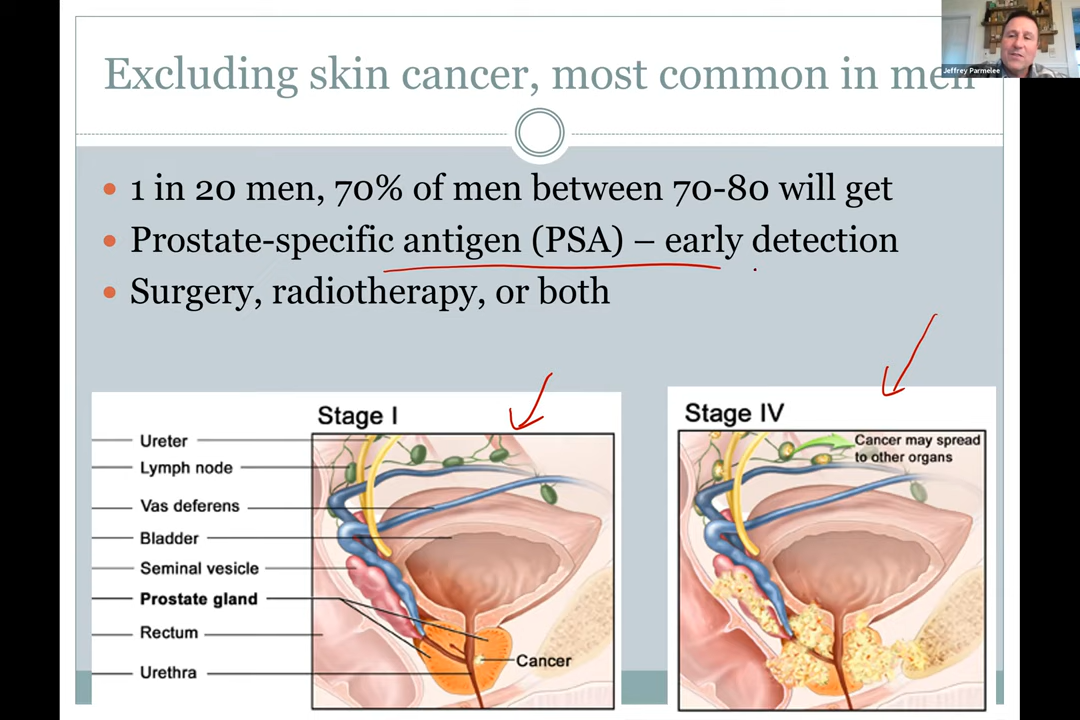 Excluding skin cancer, most common in men
Jeffrey Parmelee
1 in 20 men, 70% of men between 70-80 will get
Prostate-specific antigen (PSA) – early detection
Surgery, radiotherapy, or both
Stage I
Ureter
Lymph node
Vas deferens
Bladder
Seminal vesicle
Prostate gland
Rectum
Urethra
Cancer
Stage IV
Cancer may spread
to other organs